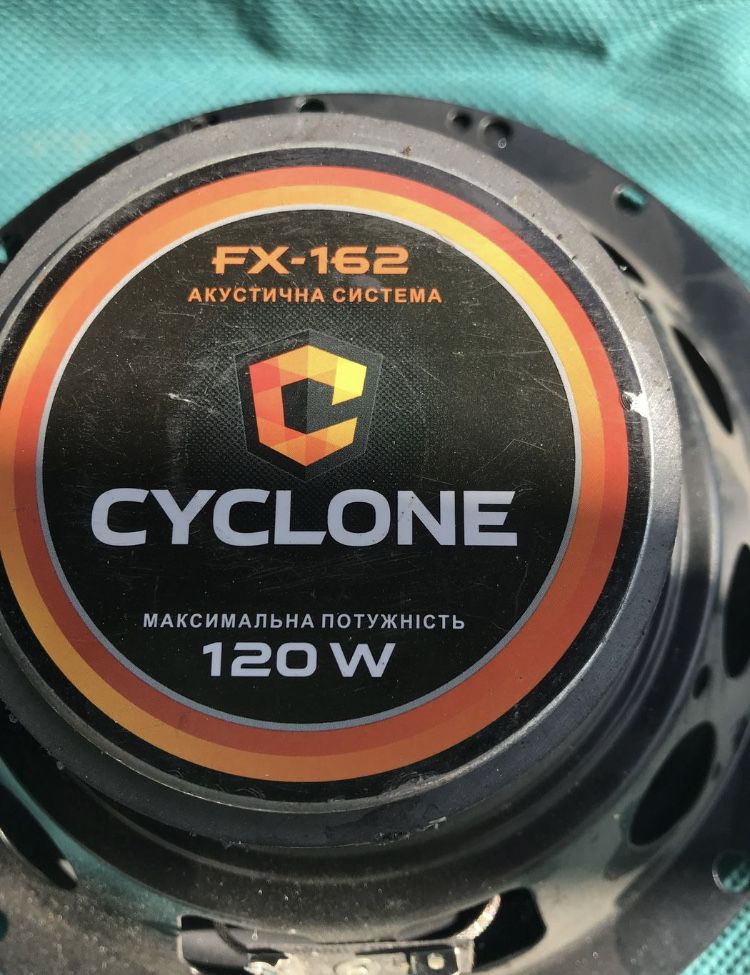 FX-162
АКУСТИЧНА СИСТЕМА
CYCLONE
МАКСИМАЛЬНА ПОТУЖНІСТЬ
120 W